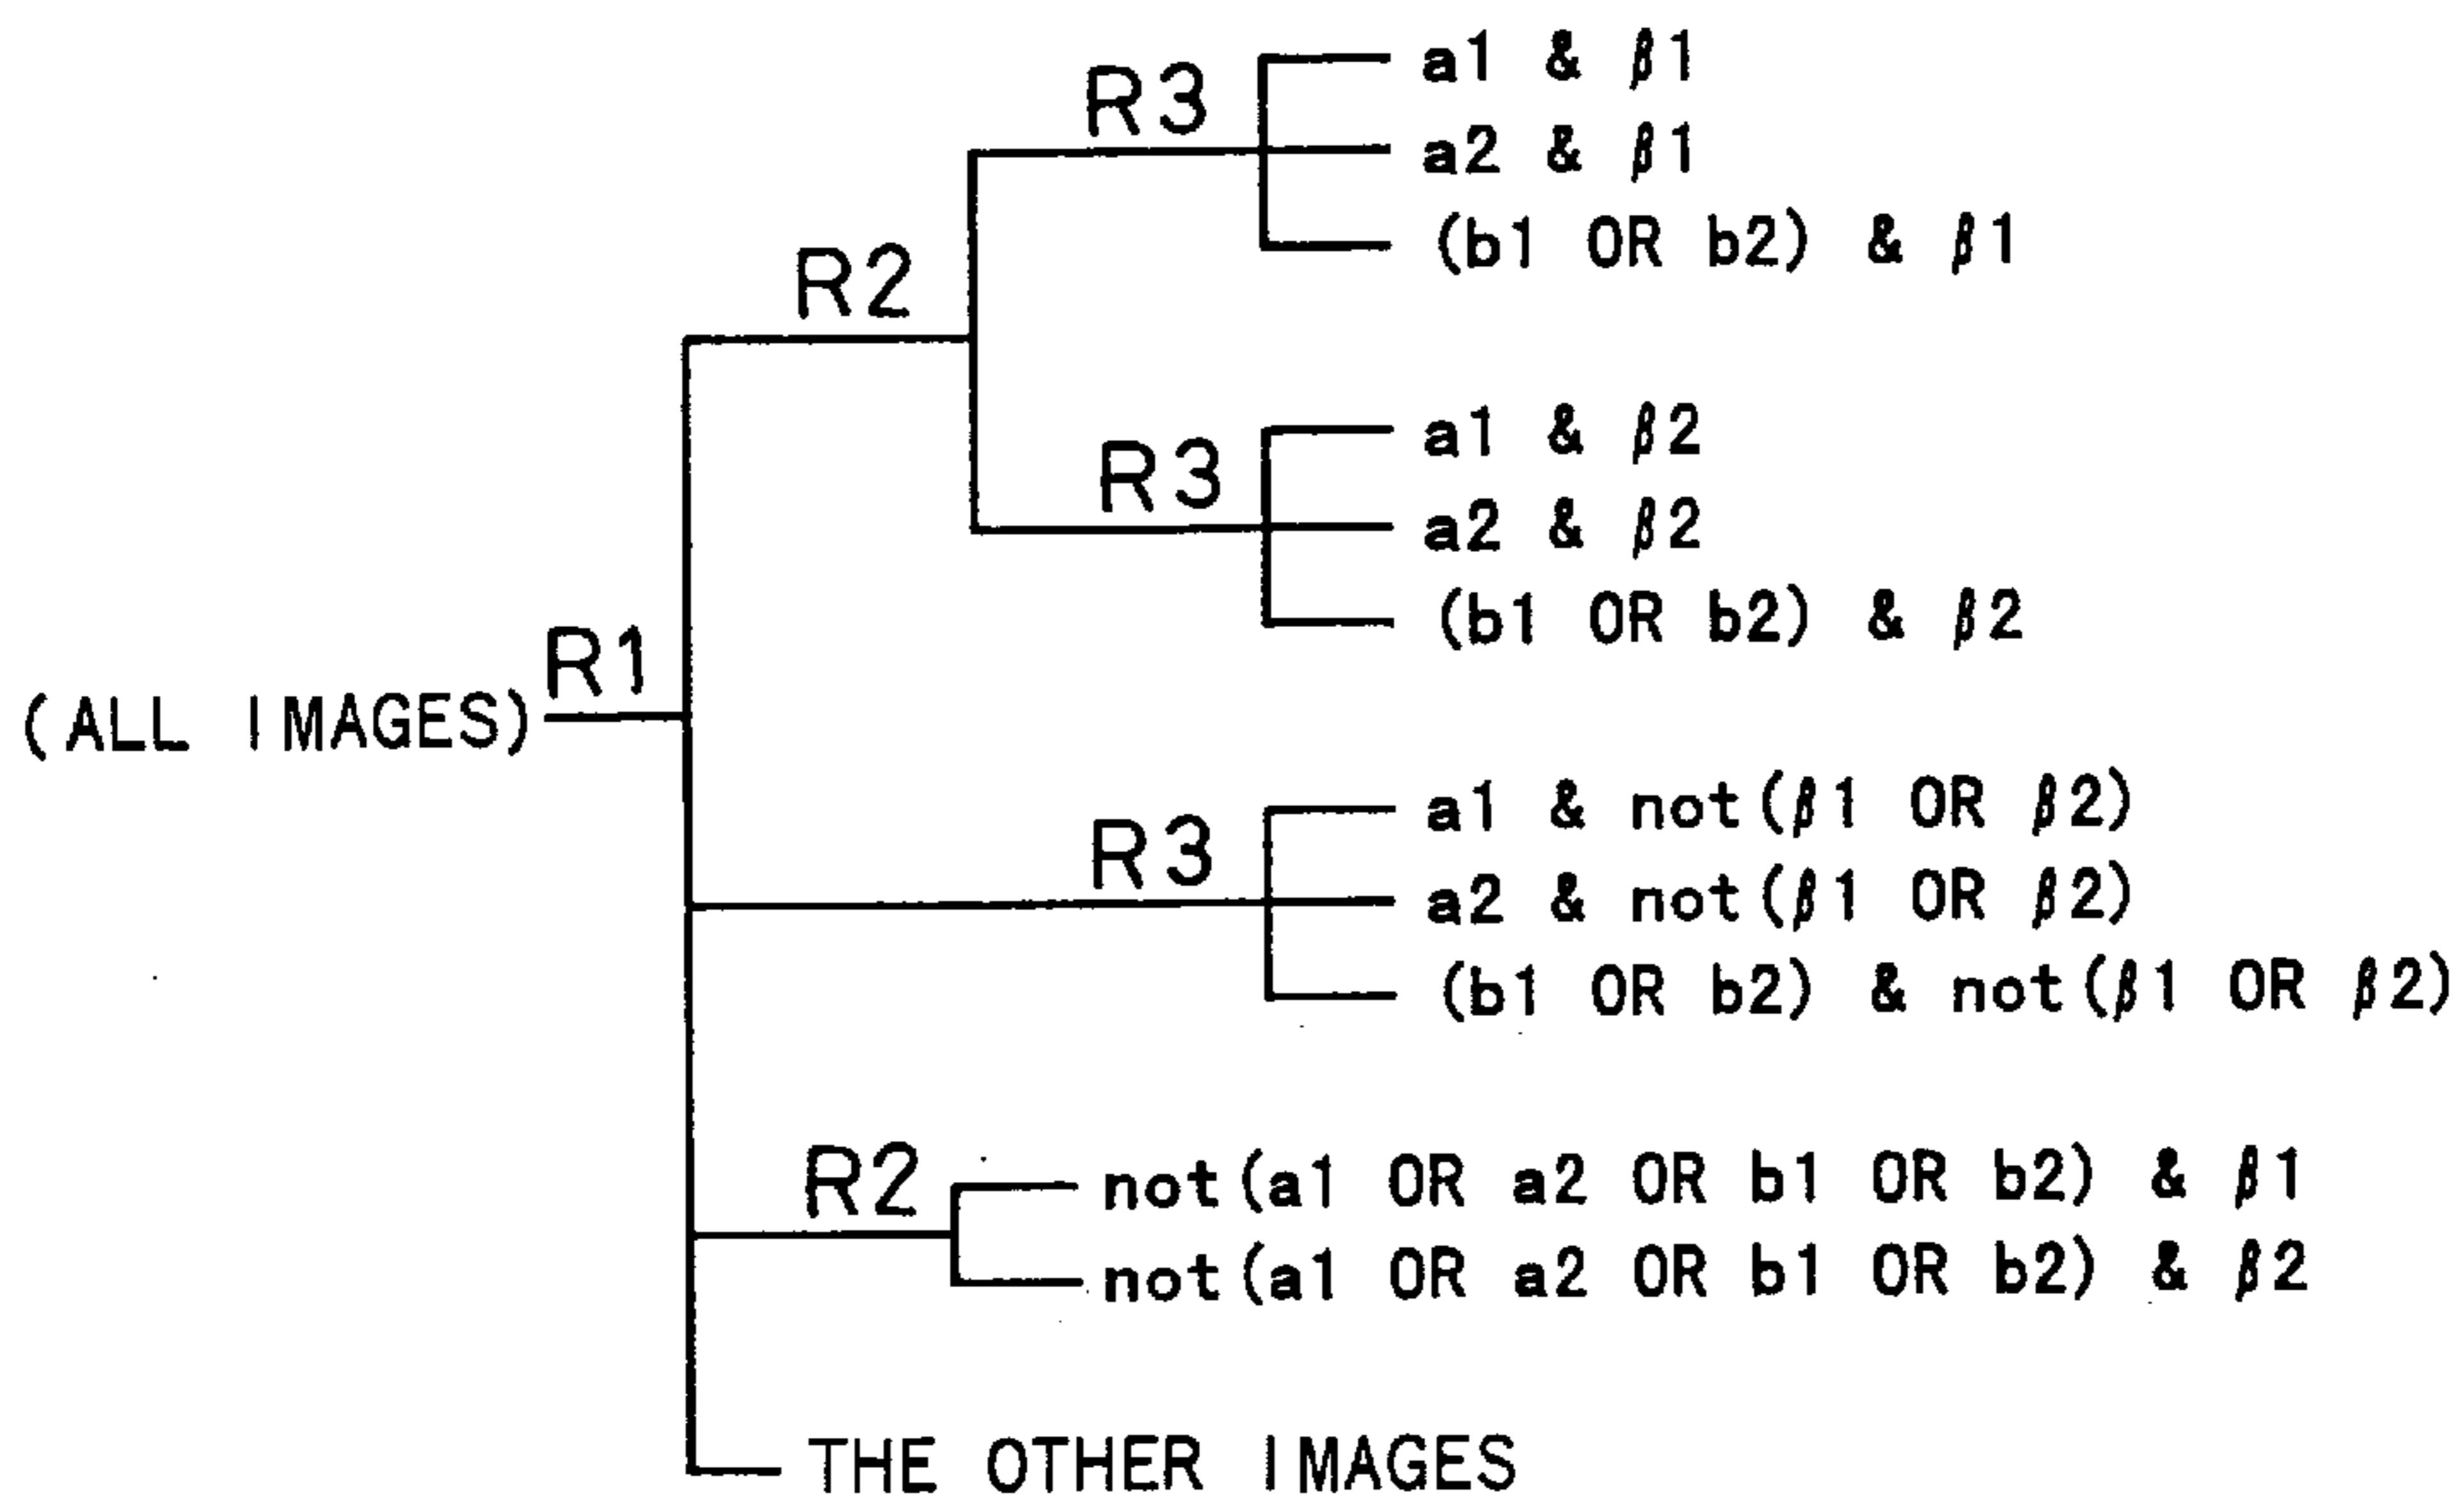 R3
a1 & β1
a2 & β1
(b1 OR b2) & β1
R2
R3
a1 & β2
a2 & β2
(b1 OR b2) & β2
R1
(ALL IMAGES)
R3
a1 & not(β1 OR β2)
a2 & not(β1 OR β2)
(b1 OR b2) & not(β1 OR β2)
R2
not(a1 OR a2 OR b1 OR b2) & β1
not(a1 OR a2 OR b1 OR b2) & β2
THE OTHER IMAGES